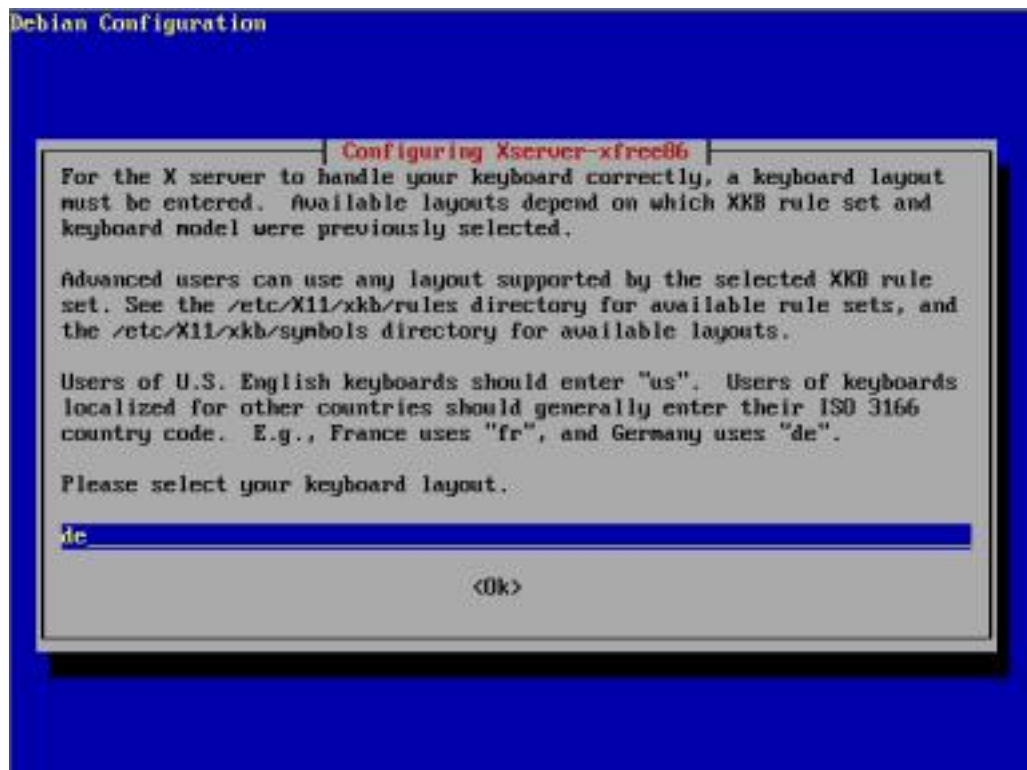 Debian Configuration
Configuring Xserver-xfree86
For the X server to handle your keyboard correctly, a keyboard layout
must be entered.  Available layouts depend on which XKB rule set and
keyboard model were previously selected.
Advanced users can use any layout supported by the selected XKB rule
set. See the /etc/X11/xkb/rules directory for available rule sets, and
the /etc/X11/xkb/symbols directory for available layouts.
Users of U.S. English keyboards should enter "us".  Users of keyboards
localized for other countries should generally enter their ISO 3166
country code.  E.g., France uses "fr", and Germany uses "de".
Please select your keyboard layout.
de
<Ok>